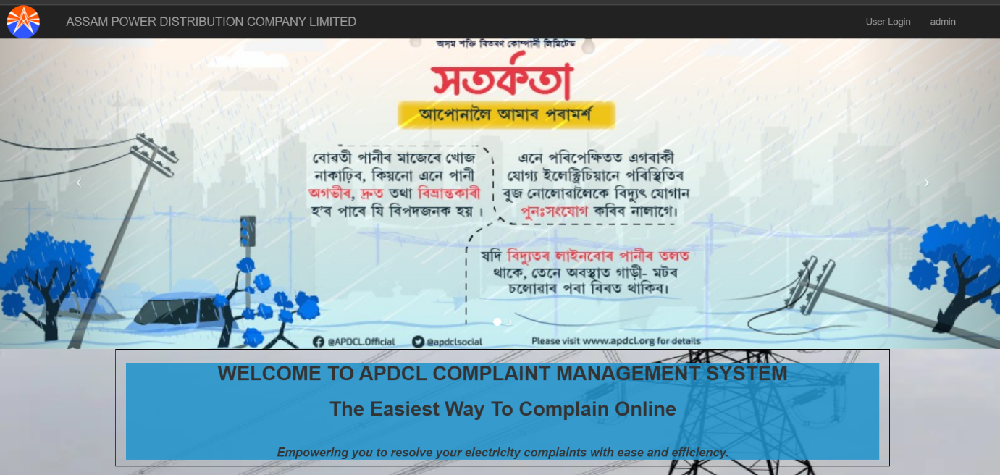 ASSAM POWER DISTRIBUTION COMPANY LIMITED
User Login
admin
অসম শক্তি বিতৰণ কোম্পানী লিমিটেড
সতৰ্কতা
আপোনালৈ আমাৰ পৰামৰ্শ
বোৱতী পানীৰ মাজেৰে খোজ
নাকাঢ়িব, কিয়নো এনে পানী
অগভীৰ, দ্ৰুত তথা বিভ্ৰান্তকাৰী
হ'ব পাৰে যি বিপদজনক হয় ।
এনে পৰিপেক্ষিতত এগৰাকী
যোগ্য ইলেক্ট্ৰিচিয়ানে পৰিস্থিতিৰ
বুজ নোলোৱালৈকে বিদ্যুৎ যোগান
পুনঃসংযোগ কৰিব নালাগে।
যদি বিদ্যুতৰ লাইনবোৰ পানীৰ তলত
থাকে, তেনে অবস্থাত গাড়ী- মটৰ
চলোৱাৰ পৰা বিৰত থাকিব।
@APDCL.Official
@apdclsocial
Please visit www.apdcl.org for details
WELCOME TO APDCL COMPLAINT MANAGEMENT SYSTEM
The Easiest Way To Complain Online
Empowering you to resolve your electricity complaints with ease and efficiency.